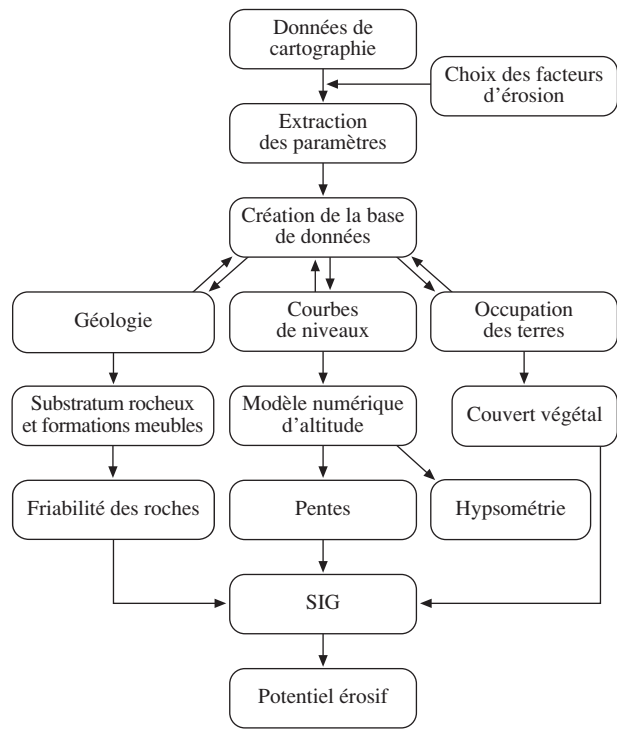 Données de
cartographie
Choix des facteurs
d’érosion
Extraction
des paramètres
Création de la base
de données
Géologie
Courbes
de niveaux
Occupation
des terres
Substratum rocheux
et formations meubles
Modèle numérique
d’altitude
Couvert végétal
Friabilité des roches
Pentes
Hypsométrie
SIG
Potentiel érosif